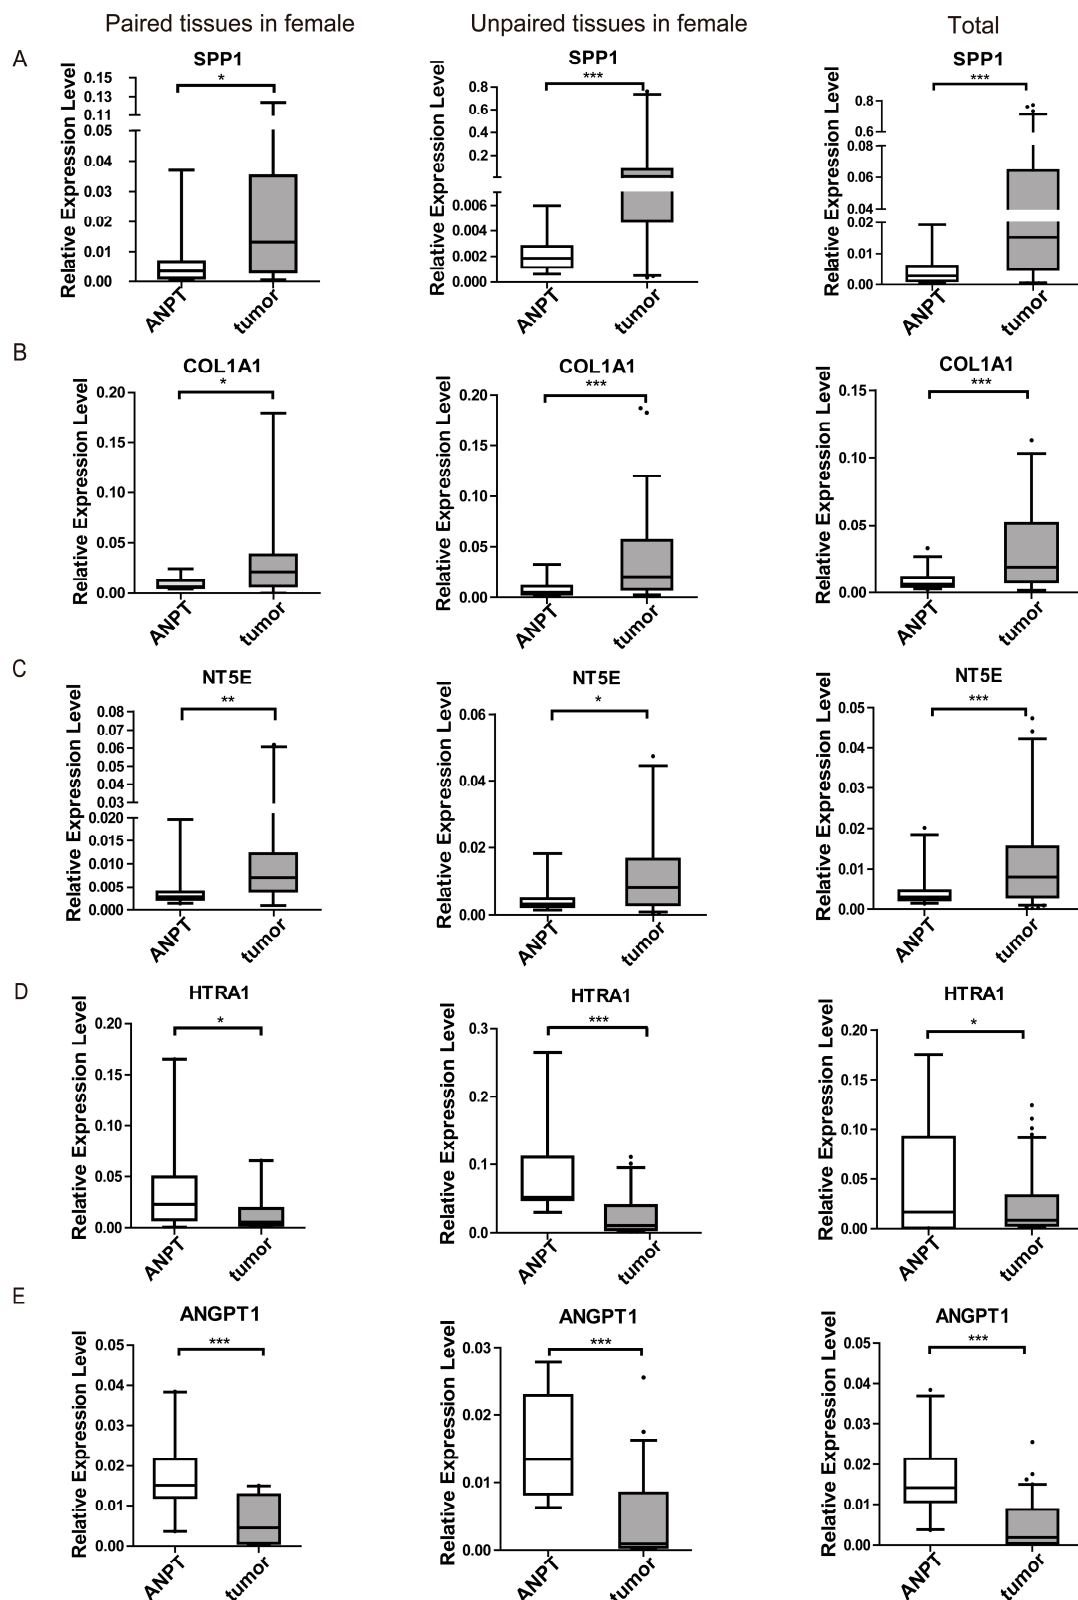 Paired tissues in female
Unpaired tissues in female
Total
A
SPP1
*
Relative Expression Level
0.15
0.13
0.11
0.05
0.04
0.03
0.02
0.01
0.00
ANPT
tumor
SPP1
***
Relative Expression Level
0.8
0.6
0.4
0.2
0.006
0.004
0.002
0.000
ANPT
tumor
SPP1
***
Relative Expression Level
0.8
0.6
0.08
0.06
0.04
0.02
0.01
0.00
ANPT
tumor
B
COL1A1
*
Relative Expression Level
0.20
0.15
0.10
0.05
0.00
ANPT
tumor
COL1A1
***
Relative Expression Level
0.20
0.15
0.10
0.05
0.00
ANPT
tumor
COL1A1
***
Relative Expression Level
0.15
0.10
0.05
0.00
ANPT
tumor
C
NT5E
**
Relative Expression Level
0.08
0.07
0.06
0.05
0.04
0.03
0.020
0.015
0.010
0.005
0.000
ANPT
tumor
NT5E
*
Relative Expression Level
0.06
0.04
0.02
0.00
ANPT
tumor
NT5E
***
Relative Expression Level
0.05
0.04
0.03
0.02
0.01
0.00
ANPT
tumor
D
HTRA1
*
Relative Expression Level
0.20
0.15
0.10
0.05
0.00
ANPT
tumor
HTRA1
***
Relative Expression Level
0.3
0.2
0.1
0.0
ANPT
tumor
HTRA1
*
Relative Expression Level
0.20
0.15
0.10
0.05
0.00
ANPT
tumor
E
ANGPT1
***
Relative Expression Level
0.05
0.04
0.03
0.02
0.01
0.00
ANPT
tumor
ANGPT1
***
Relative Expression Level
0.03
0.02
0.01
0.00
ANPT
tumor
ANGPT1
***
Relative Expression Level
0.05
0.04
0.03
0.02
0.01
0.00
ANPT
tumor